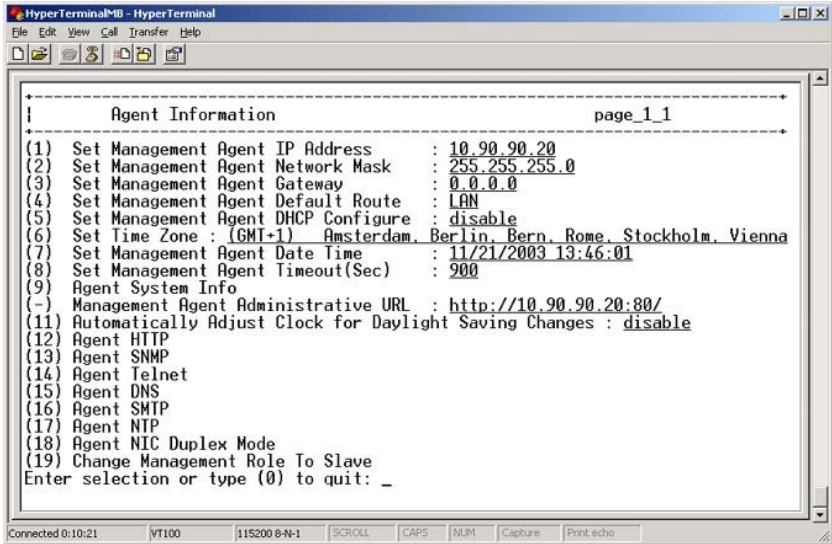 HyperTerminalMB - HyperTerminal
File Edit View Call Transfer Help
Agent Information page_1_1
(1) Set Management Agent IP Address : 10.90.90.20
(2) Set Management Agent Network Mask : 255.255.255.0
(3) Set Management Agent Gateway : 0.0.0.0
(4) Set Management Agent Default Route : LAN
(5) Set Management Agent DHCP Configure : disable
(6) Set Time Zone : (GMT+1) Amsterdam, Berlin, Bern, Rome, Stockholm, Vienna
(7) Set Management Agent Date Time : 11/21/2003 13:46:01
(8) Set Management Agent Timeout(Sec) : 900
(9) Agent System Info
(-) Management Agent Administrative URL : http://10.90.90.20:80/
(11) Automatically Adjust Clock for Daylight Saving Changes : disable
(12) Agent HTTP
(13) Agent SNMP
(14) Agent Telnet
(15) Agent DNS
(16) Agent SMTP
(17) Agent NTP
(18) Agent NIC Duplex Mode
(19) Change Management Role To Slave
Enter selection or type (0) to quit: _
Connected 0:10:21 VT100 115200 8-N-1 SCROLL CAPS NUM Capture Print echo